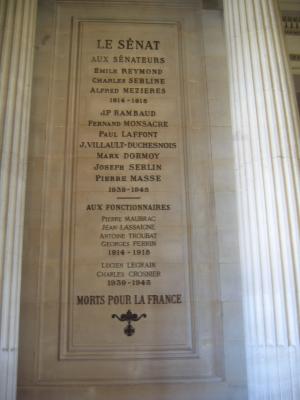 LE SÉNAT
AUX SÉNATEURS
EMILE REYMOND
CHARLES SEBLINE
ALFRED MEZIERES
1914-1918
J.P RAMBAUD
FERNAND MONSACRE
PAUL LAFFONT
J. VILLAULT-DUCHESNOIS
MARX DORMOY
JOSEPH SERLIN
PIERRE MASSE
1939-1945
AUX FONCTIONNAIRES
PIERRE MAUBRAC
JEAN LASSAIGNE
ANTOINE TROUBAT
GEORGES PERRIN
1914-1918
LUCIEN LEGRAIN
CHARLES CROSNIER
1939-1945
MORTS POUR LA FRANCE